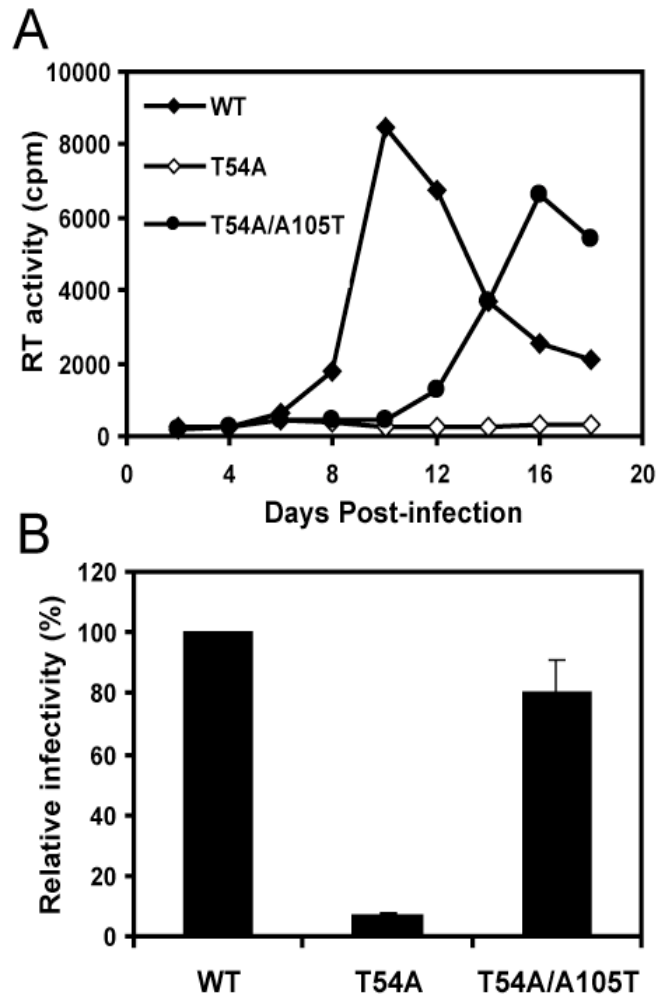 A
10000
8000
6000
4000
2000
0
RT activity (cpm)
WT
T54A
T54A/A105T
0 4 8 12 16 20
Days Post-infection
B
120
100
80
60
40
20
0
Relative infectivity (%)
WT T54A T54A/A105T